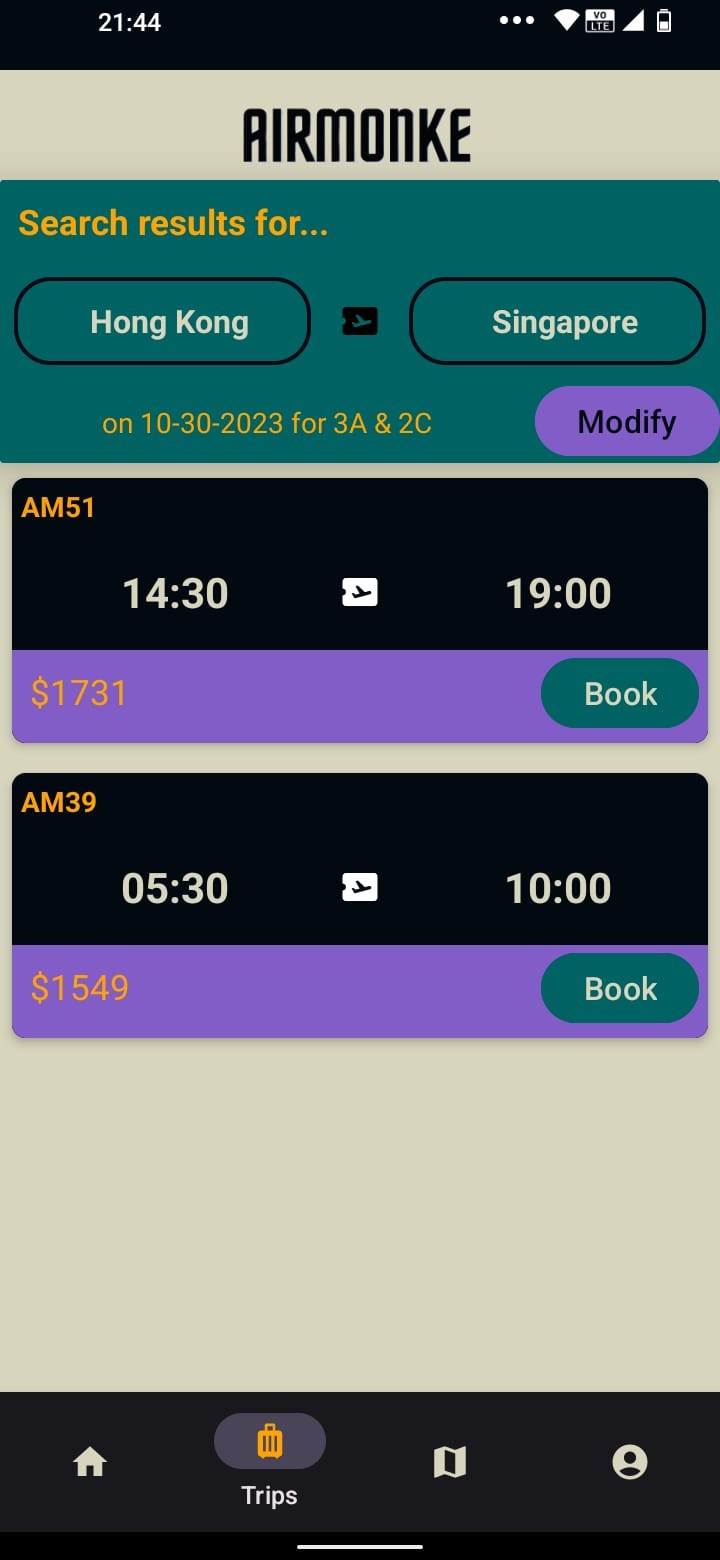 21:44
VO
LTE
AIRMONKE
Search results for...
Hong Kong
Singapore
on 10-30-2023 for 3A & 2C
Modify
AM51
14:30
19:00
$1731
Book
AM39
05:30
10:00
$1549
Book
Trips